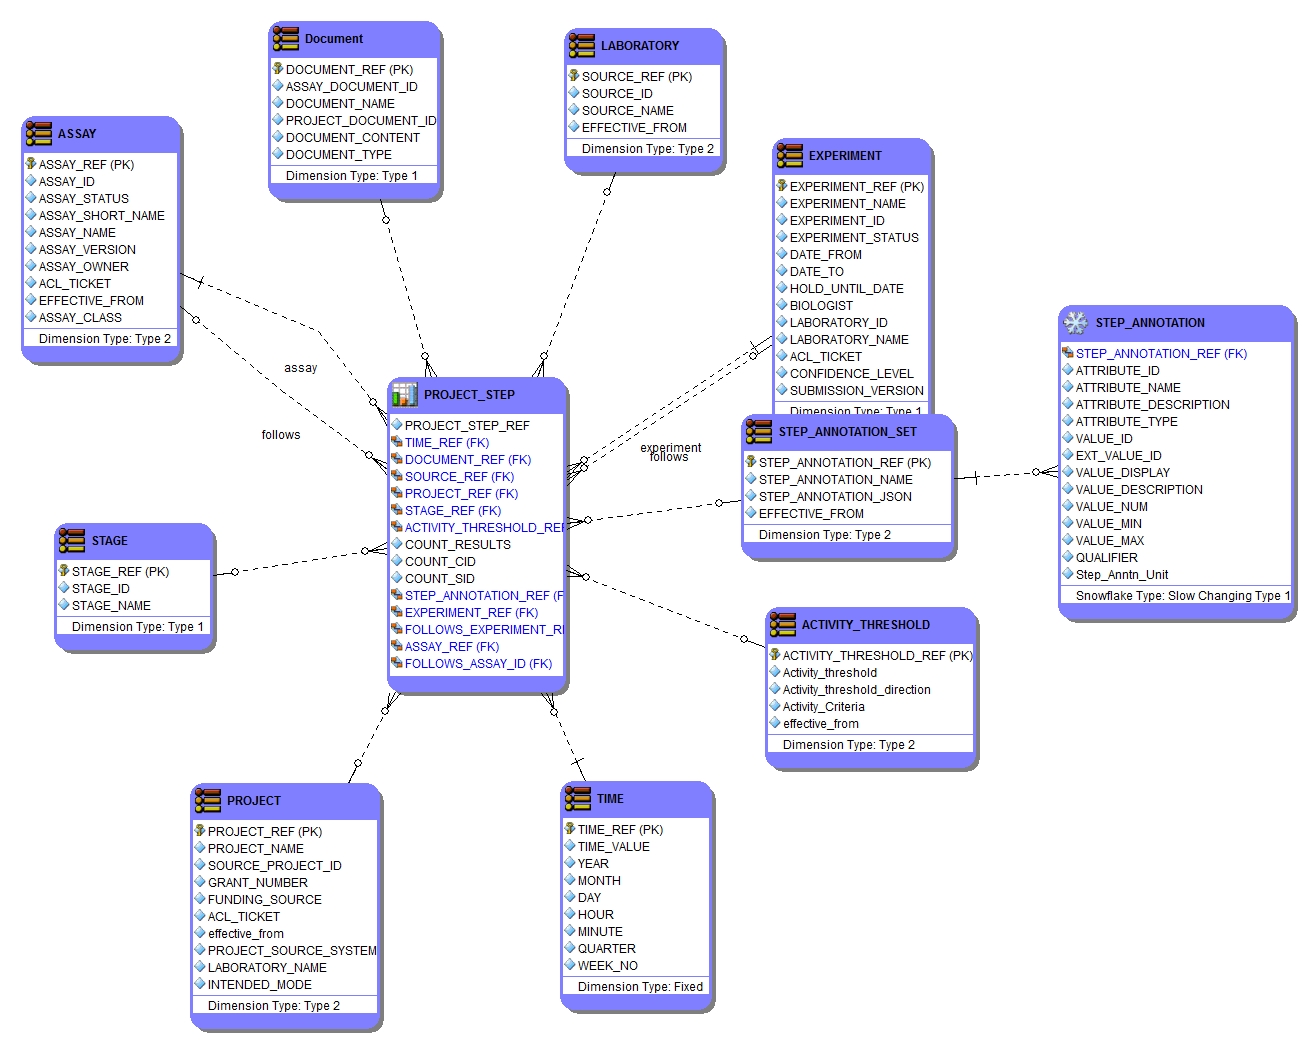 Document
DOCUMENT_REF (PK)
ASSAY_DOCUMENT_ID
DOCUMENT_NAME
PROJECT_DOCUMENT_ID
DOCUMENT_CONTENT
DOCUMENT_TYPE
Dimension Type: Type 1
LABORATORY
SOURCE_REF (PK)
SOURCE_ID
SOURCE_NAME
EFFECTIVE_FROM
Dimension Type: Type 2
ASSAY
ASSAY_REF (PK)
ASSAY_ID
ASSAY_STATUS
ASSAY_SHORT_NAME
ASSAY_NAME
ASSAY_VERSION
ASSAY_OWNER
ACL_TICKET
EFFECTIVE_FROM
ASSAY_CLASS
Dimension Type: Type 2
EXPERIMENT
EXPERIMENT_REF (PK)
EXPERIMENT_NAME
EXPERIMENT_ID
EXPERIMENT_STATUS
DATE_FROM
DATE_TO
HOLD_UNTIL_DATE
BIOLOGIST
LABORATORY_ID
LABORATORY_NAME
ACL_TICKET
CONFIDENCE_LEVEL
SUBMISSION_VERSION
Dimension Type: Type 1
STEP_ANNOTATION
STEP_ANNOTATION_REF (FK)
ATTRIBUTE_ID
ATTRIBUTE_NAME
ATTRIBUTE_DESCRIPTION
ATTRIBUTE_TYPE
VALUE_ID
EXT_VALUE_ID
VALUE_DISPLAY
VALUE_DESCRIPTION
VALUE_NUM
VALUE_MIN
VALUE_MAX
QUALIFIER
Step_Anntn_Unit
Snowflake Type: Slow Changing Type 1
assay
follows
experiment
follows
PROJECT_STEP
PROJECT_STEP_REF
TIME_REF (FK)
DOCUMENT_REF (FK)
SOURCE_REF (FK)
PROJECT_REF (FK)
STAGE_REF (FK)
ACTIVITY_THRESHOLD_REF
COUNT_RESULTS
COUNT_CID
COUNT_SID
STEP_ANNOTATION_REF (F
EXPERIMENT_REF (FK)
FOLLOWS_EXPERIMENT_RE
ASSAY_REF (FK)
FOLLOWS_ASSAY_ID (FK)
STEP_ANNOTATION_SET
STEP_ANNOTATION_REF (PK)
STEP_ANNOTATION_NAME
STEP_ANNOTATION_JSON
EFFECTIVE_FROM
Dimension Type: Type 2
STAGE
STAGE_REF (PK)
STAGE_ID
STAGE_NAME
Dimension Type: Type 1
ACTIVITY_THRESHOLD
ACTIVITY_THRESHOLD_REF (PK)
Activity_threshold
Activity_threshold_direction
Activity_Criteria
effective_from
Dimension Type: Type 2
PROJECT
PROJECT_REF (PK)
PROJECT_NAME
SOURCE_PROJECT_ID
GRANT_NUMBER
FUNDING_SOURCE
ACL_TICKET
effective_from
PROJECT_SOURCE_SYSTEM
LABORATORY_NAME
INTENDED_MODE
Dimension Type: Type 2
TIME
TIME_REF (PK)
TIME_VALUE
YEAR
MONTH
DAY
HOUR
MINUTE
QUARTER
WEEK_NO
Dimension Type: Fixed